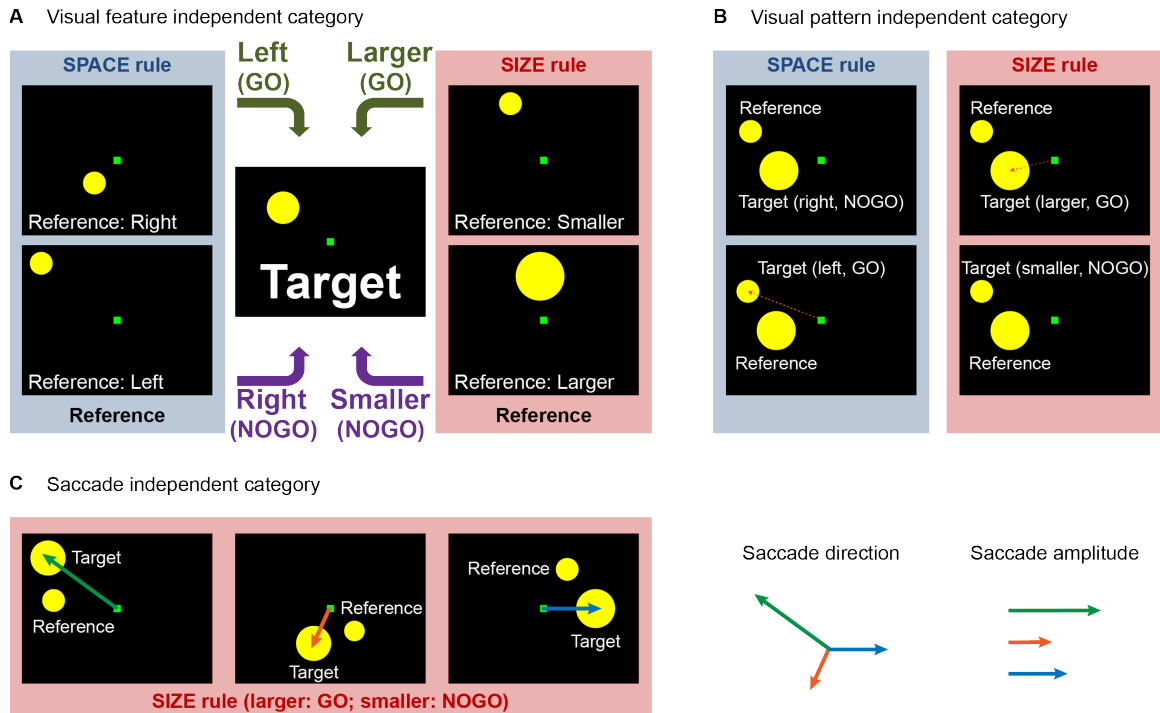 A Visual feature independent category
SPACE rule
Reference: Right
Reference: Left
Reference
Left
(GO)
Larger
(GO)
Target
Right
(NOGO)
Smaller
(NOGO)
SIZE rule
Reference: Smaller
Reference: Larger
Reference
B Visual pattern independent category
SPACE rule
Reference
Target (right, NOGO)
Target (left, GO)
Reference
SIZE rule
Reference
Target (larger, GO)
Target (smaller, NOGO)
Reference
C Saccade independent category
Target
Reference
Reference
Target
Reference
Target
SIZE rule (larger: GO; smaller: NOGO)
Saccade direction
Saccade amplitude